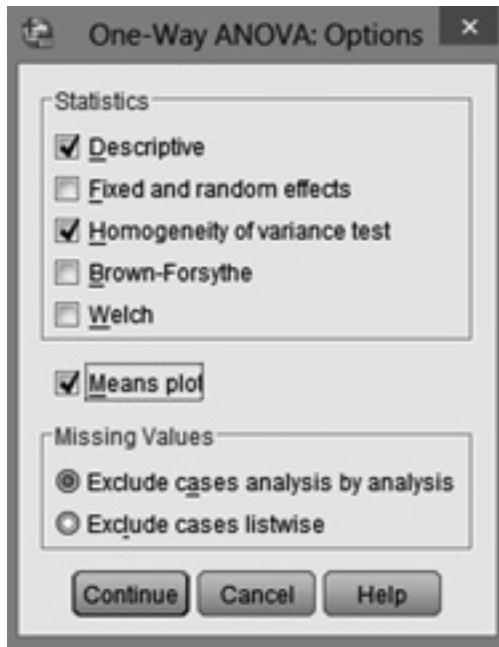 One-Way ANOVA: Options
Statistics
Descriptive
Fixed and random effects
Homogeneity of variance test
Brown-Forsythe
Welch
Means plot
Missing Values
Exclude cases analysis by analysis
Exclude cases listwise
Continue Cancel Help